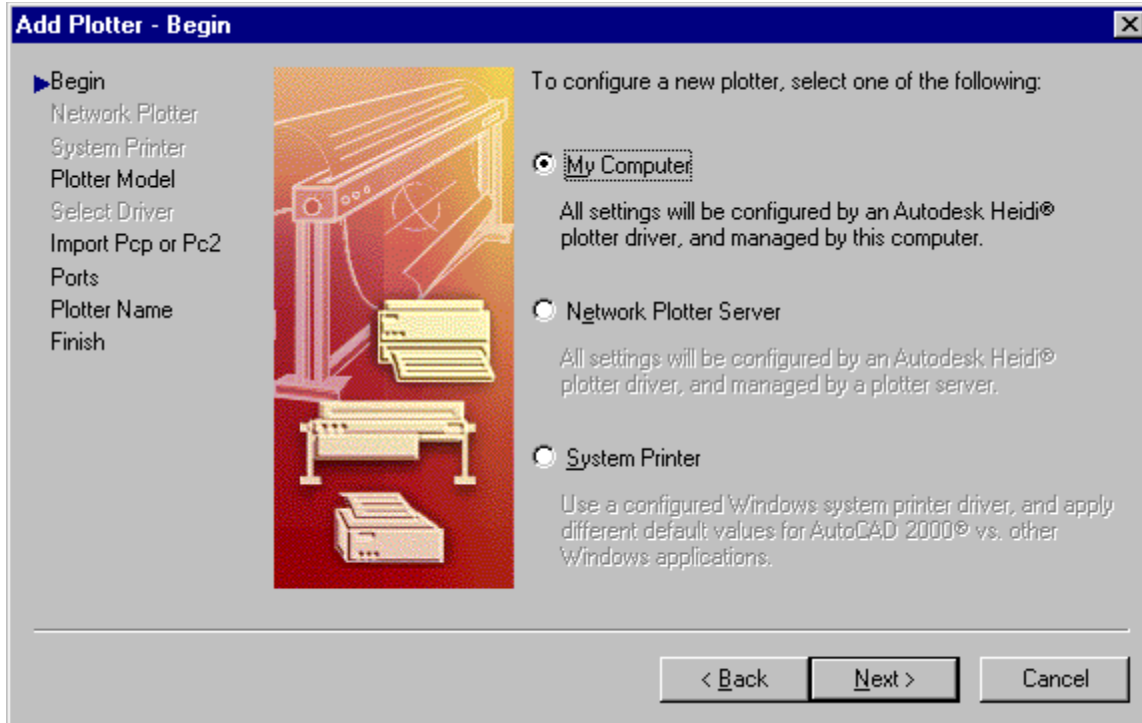 Add Plotter - Begin
Begin
Network Plotter
System Printer
Plotter Model
Select Driver
Import Pcp or Pc2
Ports
Plotter Name
Finish
To configure a new plotter, select one of the following:
My Computer
All settings will be configured by an Autodesk Heidi®
plotter driver, and managed by this computer.
Network Plotter Server
All settings will be configured by an Autodesk Heidi®
plotter driver, and managed by a plotter server.
System Printer
Use a configured Windows system printer driver, and apply
different default values for AutoCAD 2000® vs. other
Windows applications.
< Back
Next >
Cancel